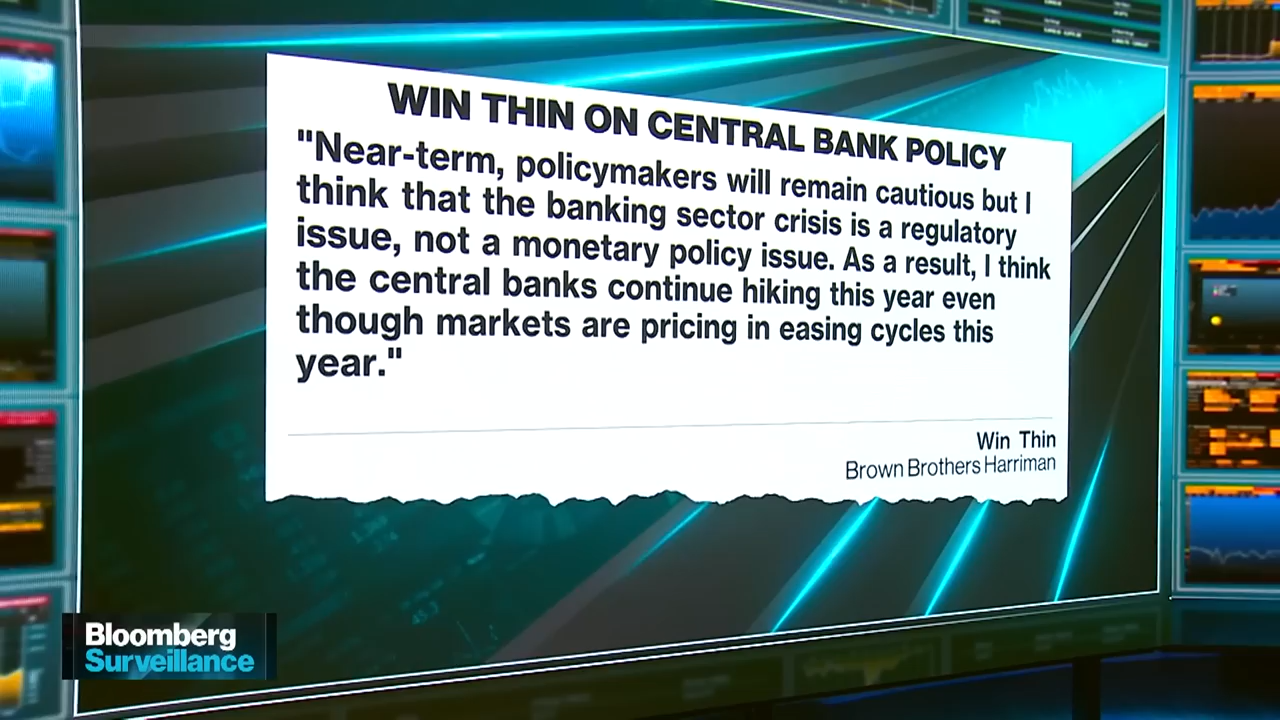 WIN THIN ON CENTRAL BANK POLICY
"Near-term, policymakers will remain cautious but I
think that the banking sector crisis is a regulatory
issue, not a monetary policy issue. As a result, I think
the central banks continue hiking this year even
though markets are pricing in easing cycles this
year."
Win Thin
Brown Brothers Harriman
Bloomberg
Surveillance